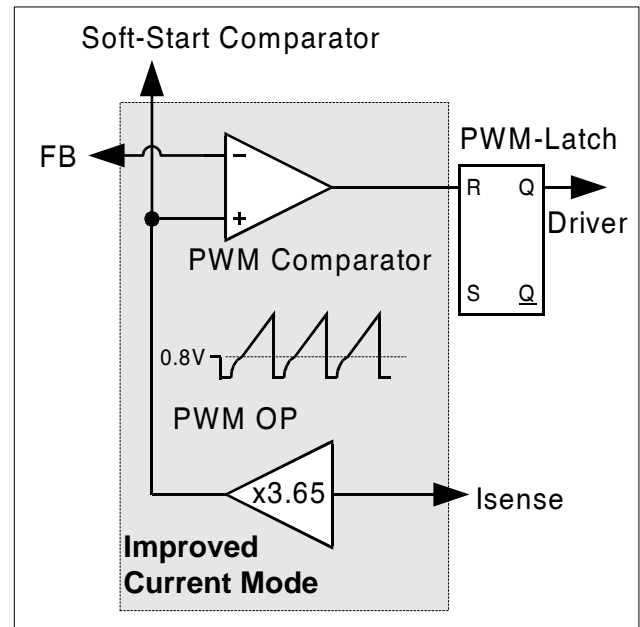 Soft-Start Comparator
FB
−
+
PWM Comparator
PWM-Latch
R Q
S Q
Driver
0.8V
PWM OP
x3.65
Isense
Improved
Current Mode